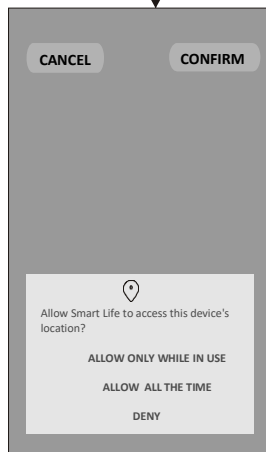 CANCEL
CONFIRM
Allow Smart Life to access this device's
location?
ALLOW ONLY WHILE IN USE
ALLOW ALL THE TIME
DENY